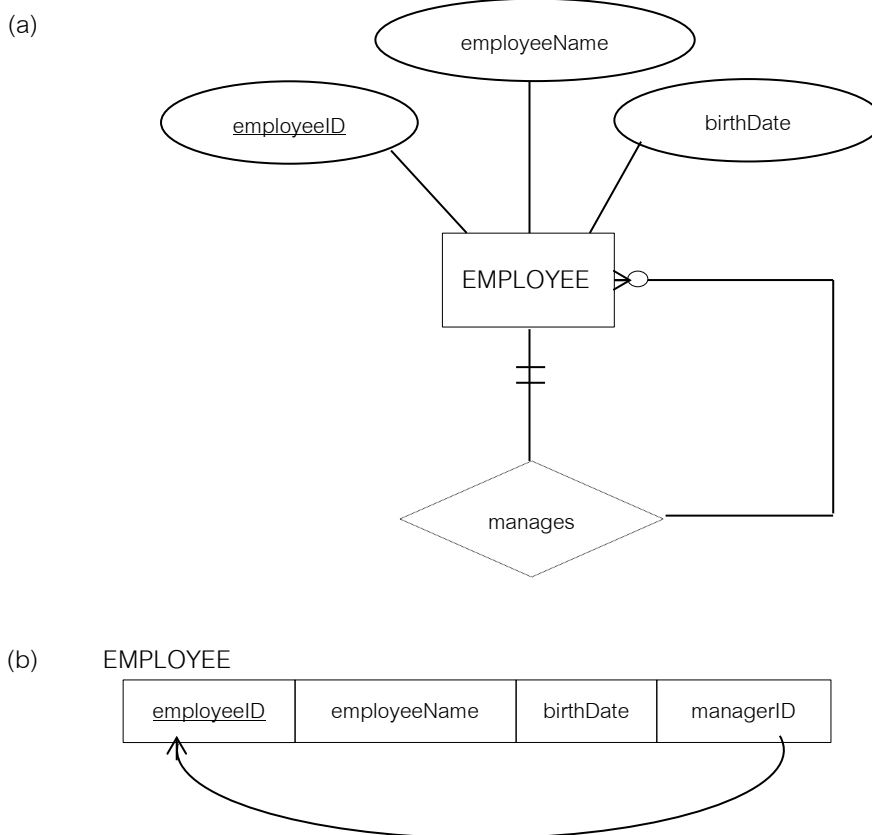 (a)
employeeName
employeeID
birthDate
EMPLOYEE
manages
(b) EMPLOYEE
employeeID employeeName birthDate managerID